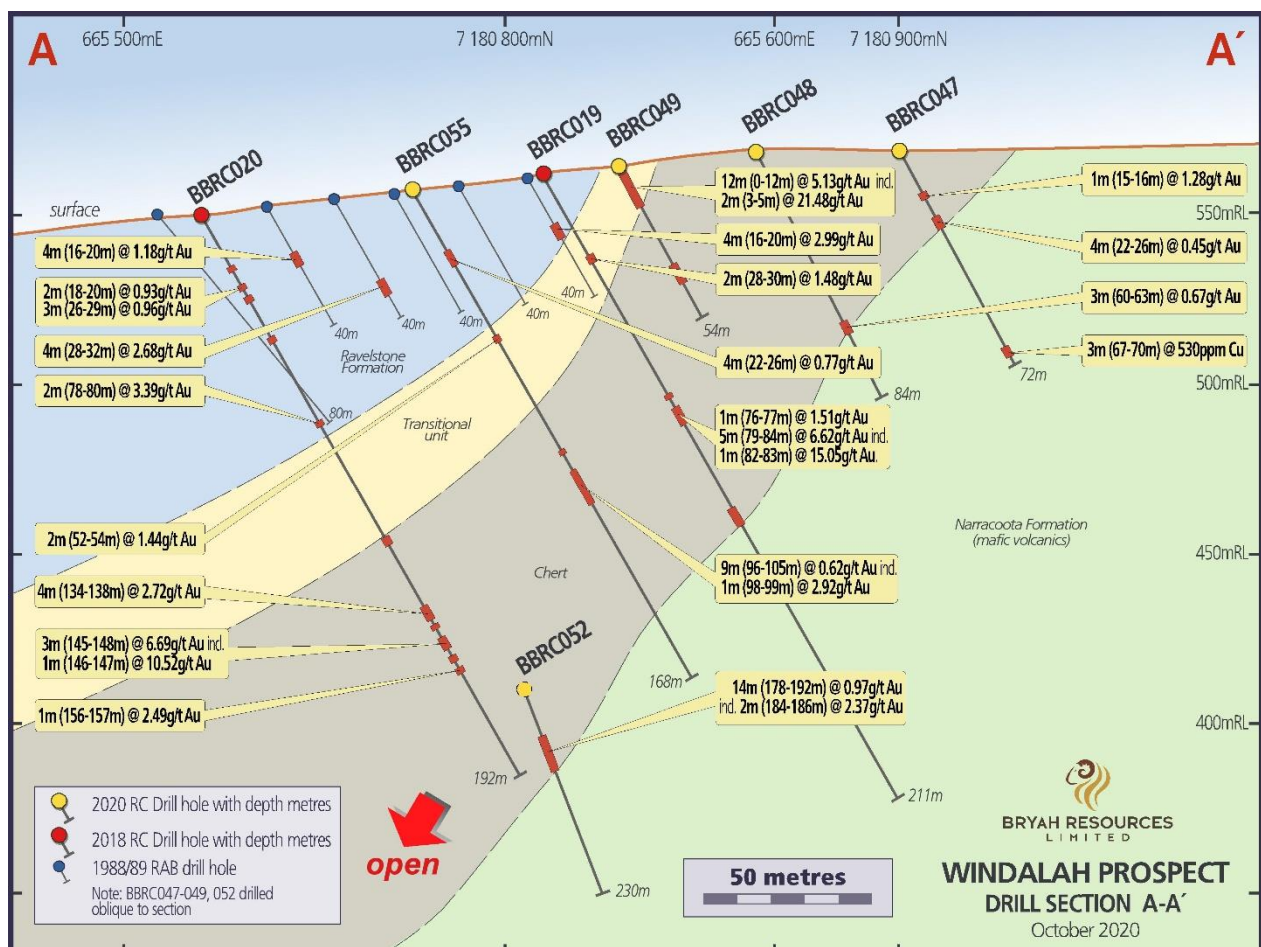 A
665 500mE
7 180 800mN
665 600mE
7 180 900mN
A´
BBRC020
BBRC055
BBRC019
BBRC049
BBRC048
BBRC047
surface
550mRL
500mRL
450mRL
400mRL
4m (16-20m) @ 1.18g/t Au
2m (18-20m) @ 0.93g/t Au
3m (26-29m) @ 0.96g/t Au
4m (28-32m) @ 2.68g/t Au
2m (78-80m) @ 3.39g/t Au
2m (52-54m) @ 1.44g/t Au
4m (134-138m) @ 2.72g/t Au
3m (145-148m) @ 6.69g/t Au incl.
1m (146-147m) @ 10.52g/t Au
1m (156-157m) @ 2.49g/t Au
12m (0-12m) @ 5.13g/t Au incl.
2m (3-5m) @ 21.48g/t Au
4m (16-20m) @ 2.99g/t Au
2m (28-30m) @ 1.48g/t Au
4m (22-26m) @ 0.77g/t Au
1m (76-77m) @ 1.51g/t Au
5m (79-84m) @ 6.62g/t Au incl.
1m (82-83m) @ 15.05g/t Au.
9m (96-105m) @ 0.62g/t Au incl.
1m (98-99m) @ 2.92g/t Au
14m (178-192m) @ 0.97g/t Au
incl. 2m (184-186m) @ 2.37g/t Au
1m (15-16m) @ 1.28g/t Au
4m (22-26m) @ 0.45g/t Au
3m (60-63m) @ 0.67g/t Au
3m (67-70m) @ 530ppm Cu
40m
40m
40m
40m
40m
80m
54m
84m
72m
Ravelstone
Formation
Transitional
unit
Chert
Narracoota Formation
(mafic volcanics)
BBRC052
168m
192m
211m
230m
open
2020 RC Drill hole with depth metres
2018 RC Drill hole with depth metres
1988/89 RAB drill hole
Note: BBRC047-049, 052 drilled
oblique to section
50 metres
BRYAH RESOURCES
LIMITED
WINDALAH PROSPECT
DRILL SECTION A-A´
October 2020